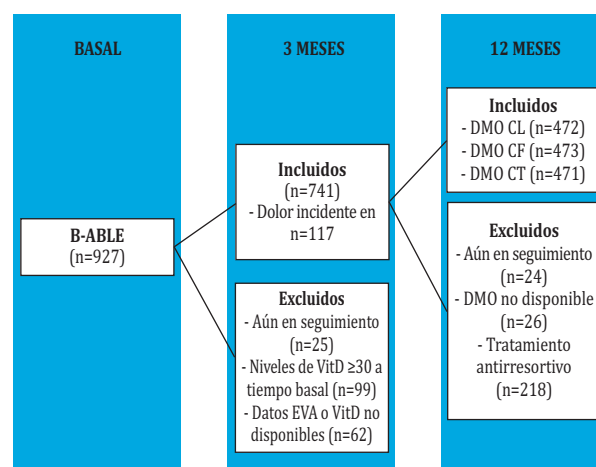 BASAL
3 MESES
12 MESES
B-ABLE
(n=927)
Incluidos
(n=741)
- Dolor incidente en
n=117
Excluidos
- Aún en seguimiento
(n=25)
- Niveles de VitD ≥30 a
tiempo basal (n=99)
- Datos EVA o VitD no
disponibles (n=62)
Incluidos
- DMO CL (n=472)
- DMO CF (n=473)
- DMO CT (n=471)
Excluidos
- Aún en seguimiento
(n=24)
- DMO no disponible
(n=26)
- Tratamiento
antirresortivo
(n=218)